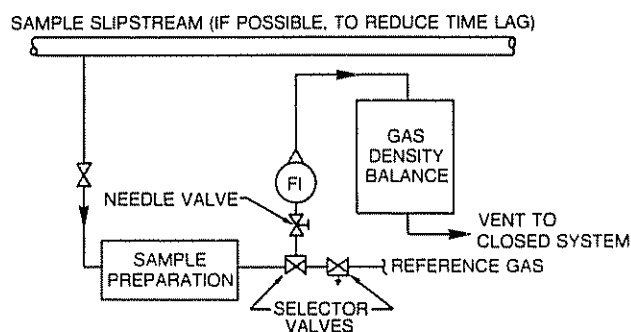 SAMPLE SLIPSTREAM (IF POSSIBLE, TO REDUCE TIME LAG)
GAS
DENSITY
BALANCE
FI
NEEDLE VALVE
VENT TO
CLOSED SYSTEM
SAMPLE
PREPARATION
REFERENCE GAS
SELECTOR
VALVES